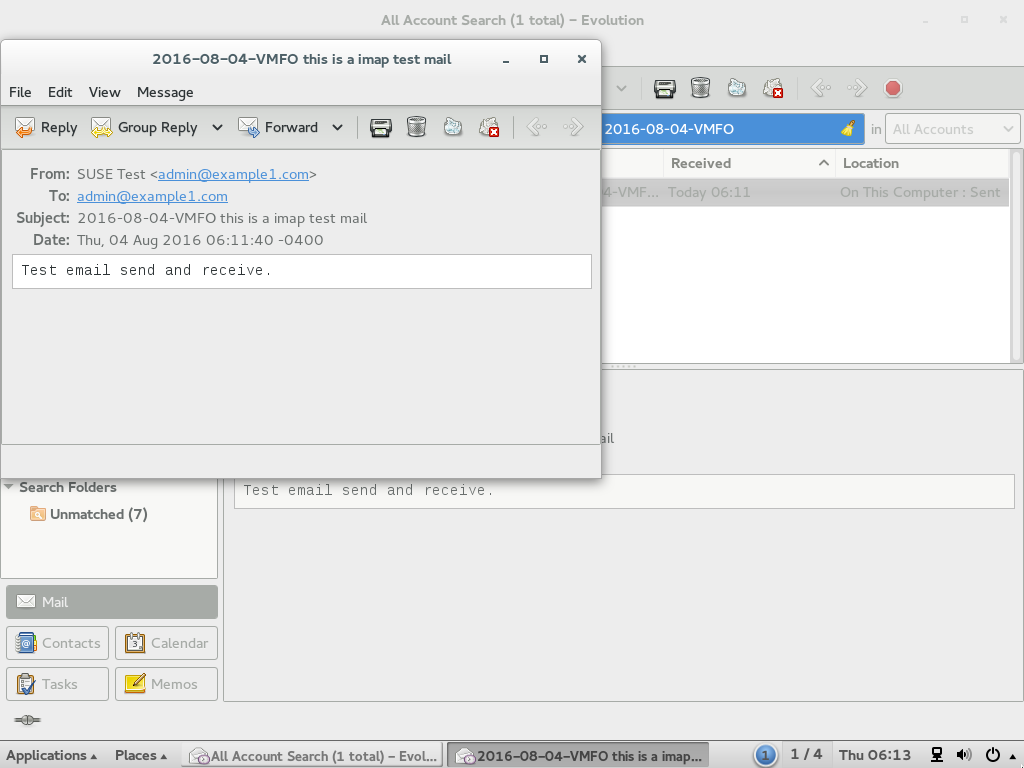 All Account Search (1 total) – Evolution
2016–08–04–VMFO this is a imap test mail
File Edit View Message
Reply Group Reply Forward
2016-08-04-VMFO in All Accounts
Received Location
4-VMF... Today 06:11 On This Computer : Sent
From: SUSE Test <admin@example1.com>
To: admin@example1.com
Subject: 2016-08-04-VMFO this is a imap test mail
Date: Thu, 04 Aug 2016 06:11:40 -0400
Test email send and receive.
ail
Test email send and receive.
Search Folders
Unmatched (7)
Mail
Contacts Calendar
Tasks Memos
Applications Places All Account Search (1 total) – Evol... 2016–08–04–VMFO this is a imap... 1 1 / 4 Thu 06:13